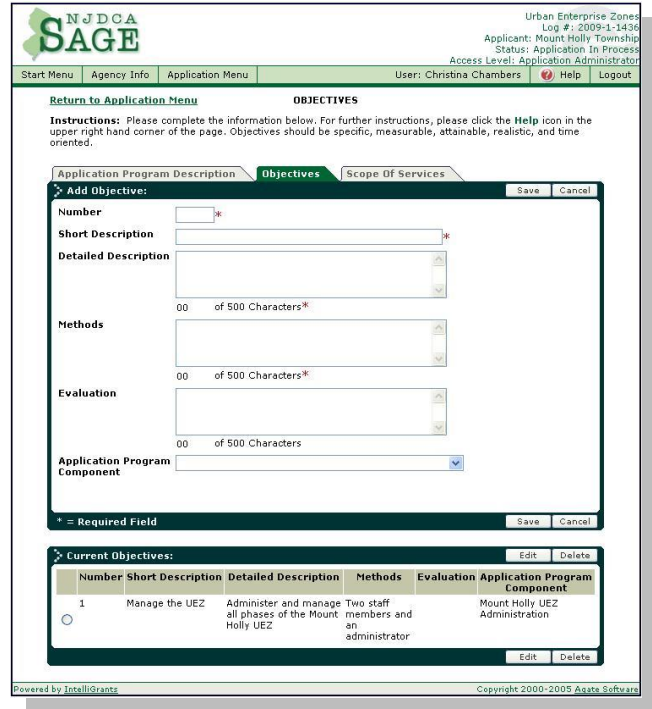 NJDCA
SAGE
Urban Enterprise Zones
Log #: 2009-1-1436
Applicant: Mount Holly Township
Status: Application In Process
Access Level: Application Administrator
Start Menu Agency Info Application Menu User: Christina Chambers Help Logout
Return to Application Menu OBJECTIVES
Instructions: Please complete the information below. For further instructions, please click the Help icon in the
upper right hand corner of the page. Objectives should be specific, measurable, attainable, realistic, and time
oriented.
Application Program Description Objectives Scope Of Services
Add Objective: Save Cancel
Number *
Short Description *
Detailed Description
00 of 500 Characters*
Methods
00 of 500 Characters*
Evaluation
00 of 500 Characters
Application Program
Component
* = Required Field Save Cancel
Current Objectives: Edit Delete
Number Short Description Detailed Description Methods Evaluation Application Program
Component
1 Manage the UEZ Administer and manage Two staff Mount Holly UEZ
all phases of the Mount members and Administration
Holly UEZ an
administrator
Edit Delete
Powered by IntelliGrants Copyright 2000-2005 Agate Software